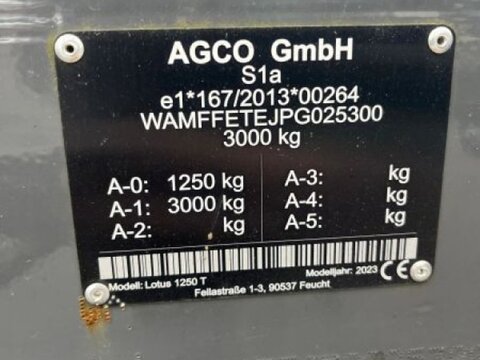 AGCO GmbH
S1a
e1*167/2013*00264
WAMFFETEJPG025300
3000 kg
A-0: 1250 kg A-3: kg
A-1: 3000 kg A-4: kg
A-2: kg A-5: kg
Modell: Lotus 1250 T Modelljahr: 2023 CE
Fellastraße 1-3, 90537 Feucht